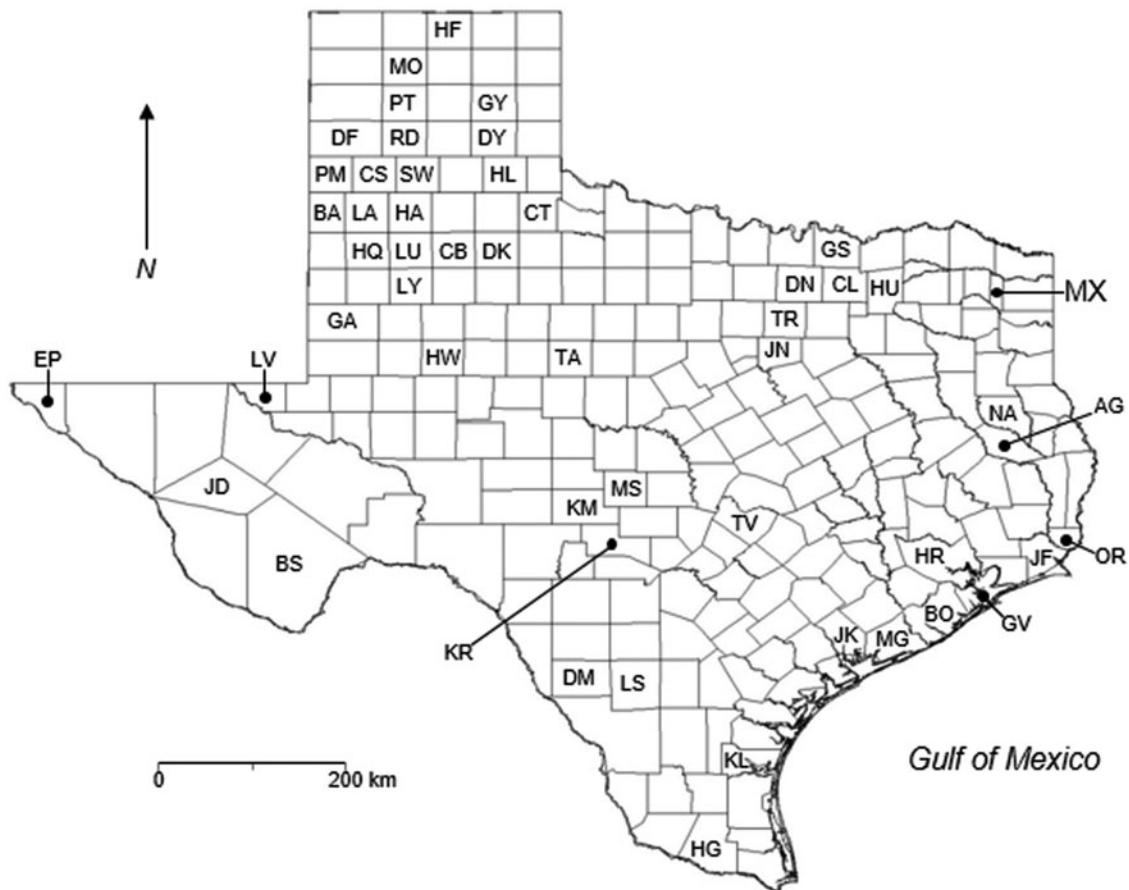 HF
MO
PT GY
DF RD DY
PM CS SW HL
BA LA HA CT
N HQ LU CB DK GS
LY DN CL HU MX
GA TR
EP LV HW TA JN
NA AG
JD MS
KM TV
BS HR JF OR
BO GV
KR JK MG
DM LS
KL Gulf of Mexico
0 200 km
HG